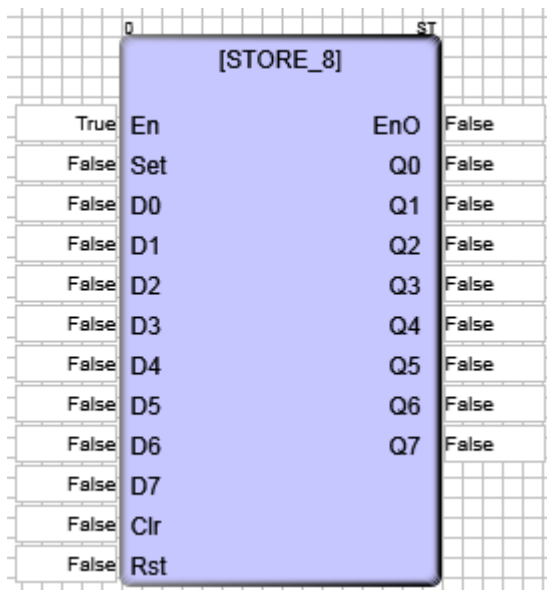 0 ST
[STORE_8]
True En EnO False
False Set Q0 False
False D0 Q1 False
False D1 Q2 False
False D2 Q3 False
False D3 Q4 False
False D4 Q5 False
False D5 Q6 False
False D6 Q7 False
False D7
False Clr
False Rst